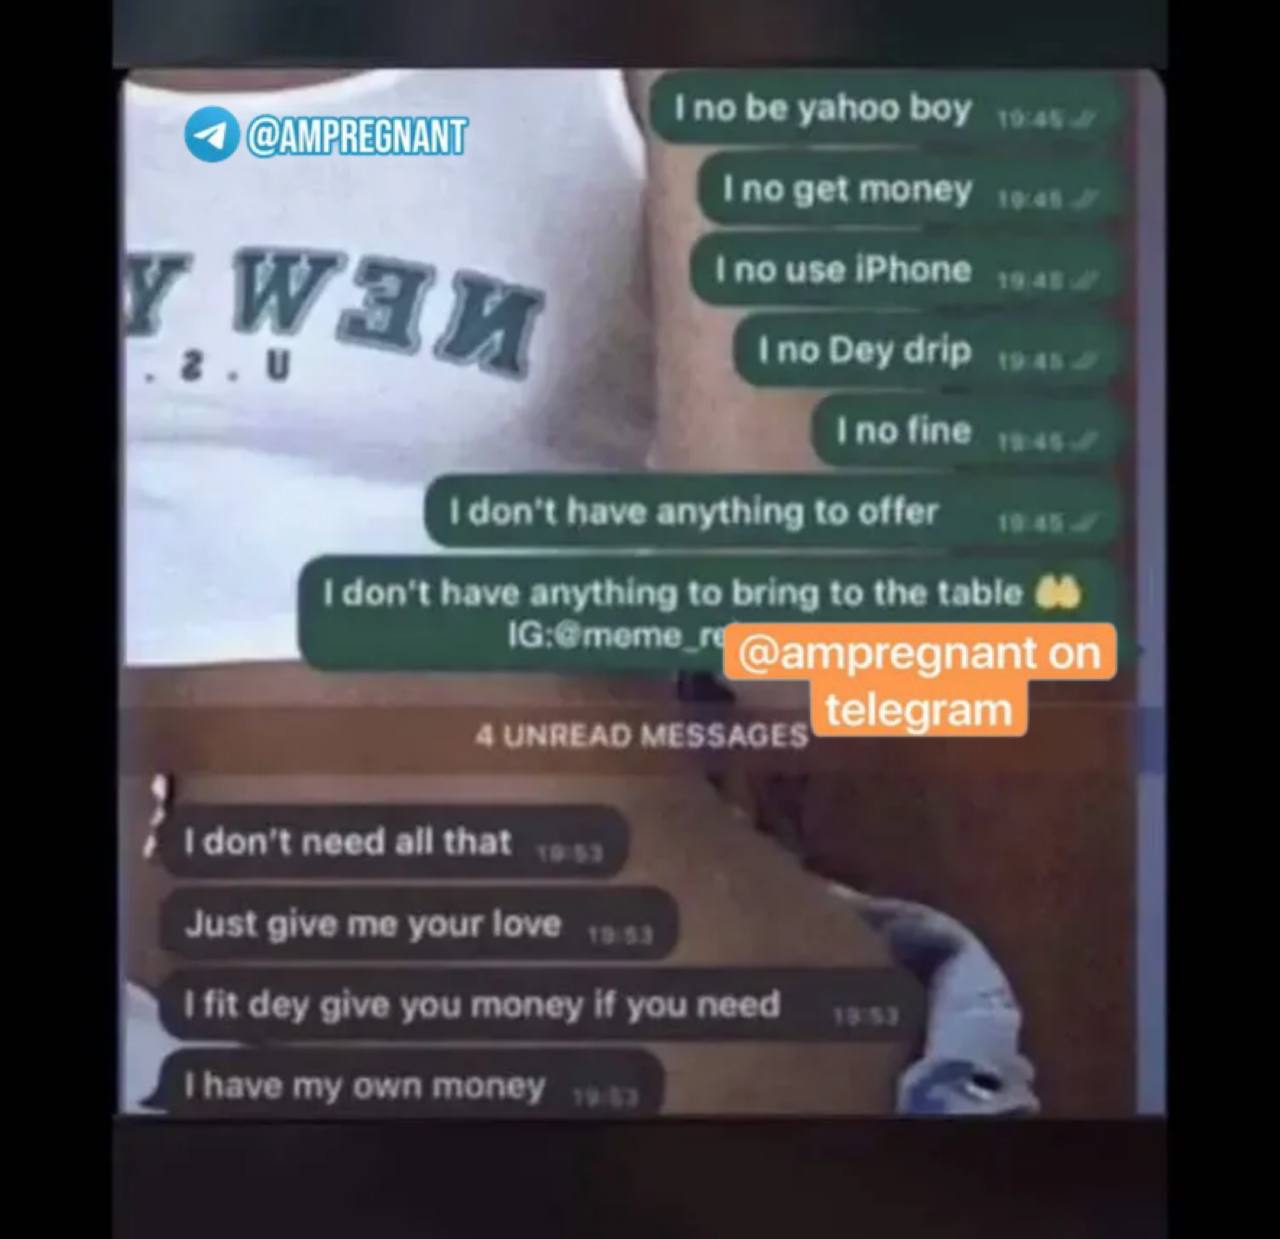 @AMPREGNANT
I no be yahoo boy 19:45
I no get money 19:45
I no use iPhone 19:45
I no Dey drip 19:45
I no fine 19:45
I don't have anything to offer 19:45
I don't have anything to bring to the table 🤲
IG:@meme_re
@ampregnant on
telegram
NEW Y
U.S.
4 UNREAD MESSAGES
I don't need all that 19:53
Just give me your love 19:53
I fit dey give you money if you need 19:53
I have my own money 19:53